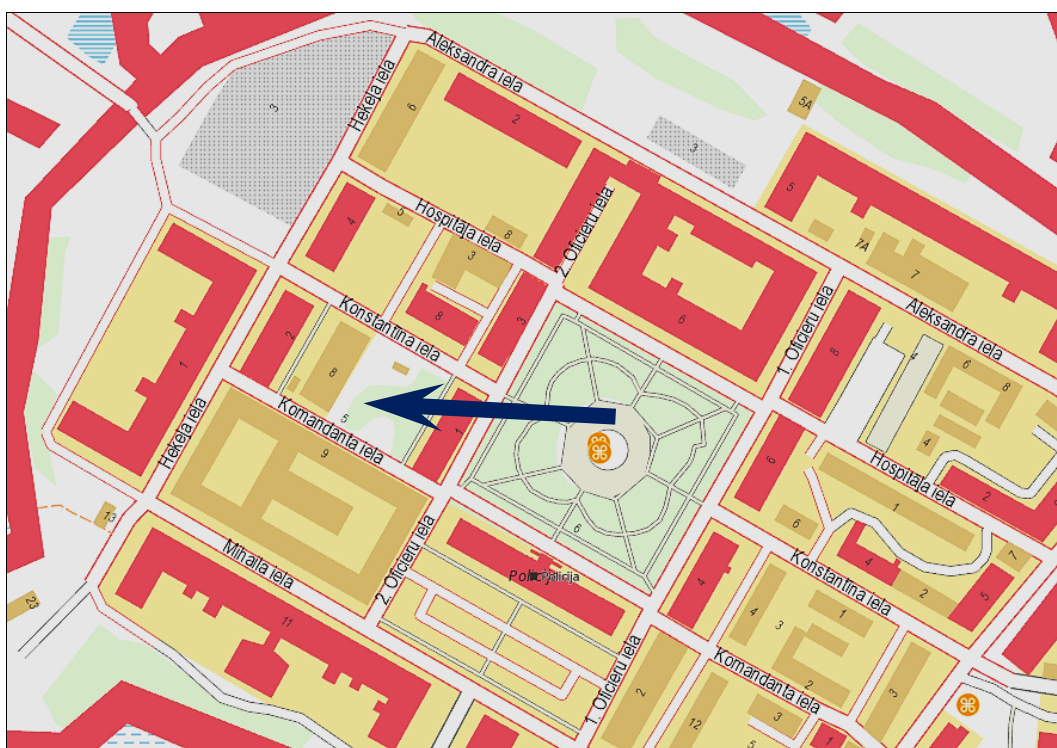 Aleksandra iela
Hekeļa iela
3
6
2
5A
3
5
4
5
Hospitāļa iela
8
3
2. Oficieru iela
7A
7
8
3
6
1. Oficieru iela
8
Aleksandra iela
4
6
8
1
2
Konstantīna iela
8
5
1
4
Hekeļa iela
Komandanta iela
9
6
Hospitāļa iela
2
1
6
6
13
2. Oficieru iela
Mihaila iela
Policija
Policija
4
4
7
Konstantīna iela
2
5
23
11
1
4
3
1. Oficieru iela
2
Komandanta iela
2
3
12
3
5
1